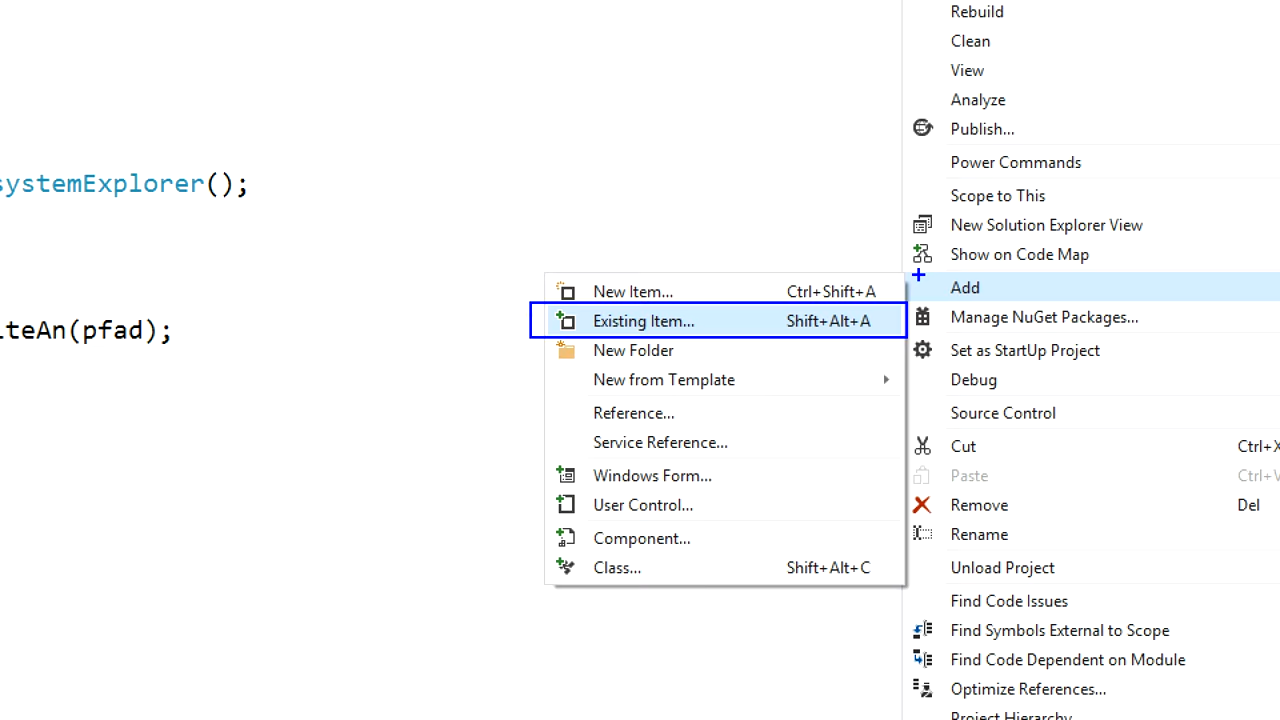 systemExplorer();
iteAn(pfad);
New Item... Ctrl+Shift+A
Existing Item... Shift+Alt+A
New Folder
New from Template
Reference...
Service Reference...
Windows Form...
User Control...
Component...
Class... Shift+Alt+C
Rebuild
Clean
View
Analyze
Publish...
Power Commands
Scope to This
New Solution Explorer View
Show on Code Map
Add
Manage NuGet Packages...
Set as StartUp Project
Debug
Source Control
Cut Ctrl+X
Paste Ctrl+V
Remove Del
Rename
Unload Project
Find Code Issues
Find Symbols External to Scope
Find Code Dependent on Module
Optimize References...
Project Hierarchy